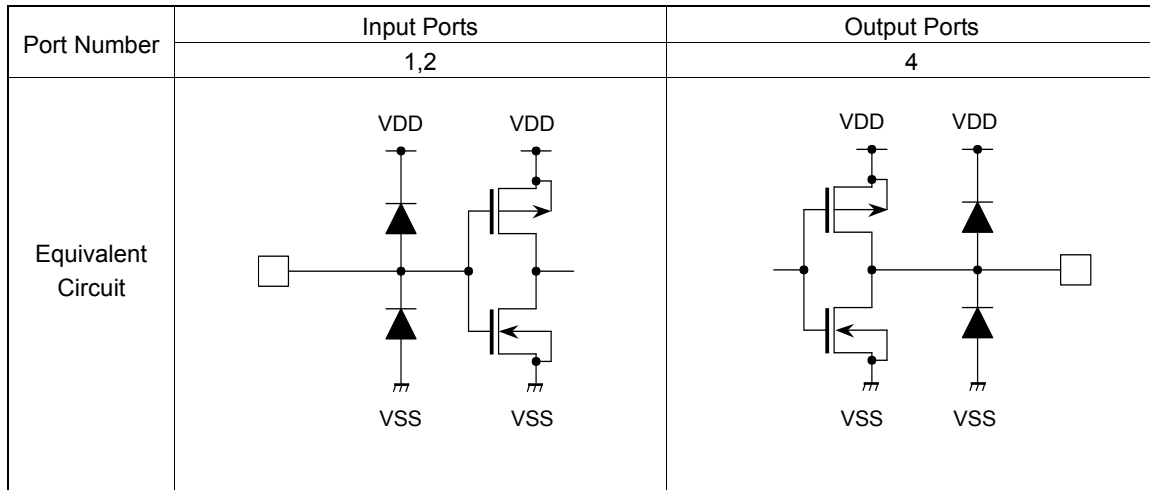 Port Number
Input Ports
Output Ports
1,2
4
Equivalent
Circuit
VDD
VDD
VSS
VSS
VDD
VDD
VSS
VSS